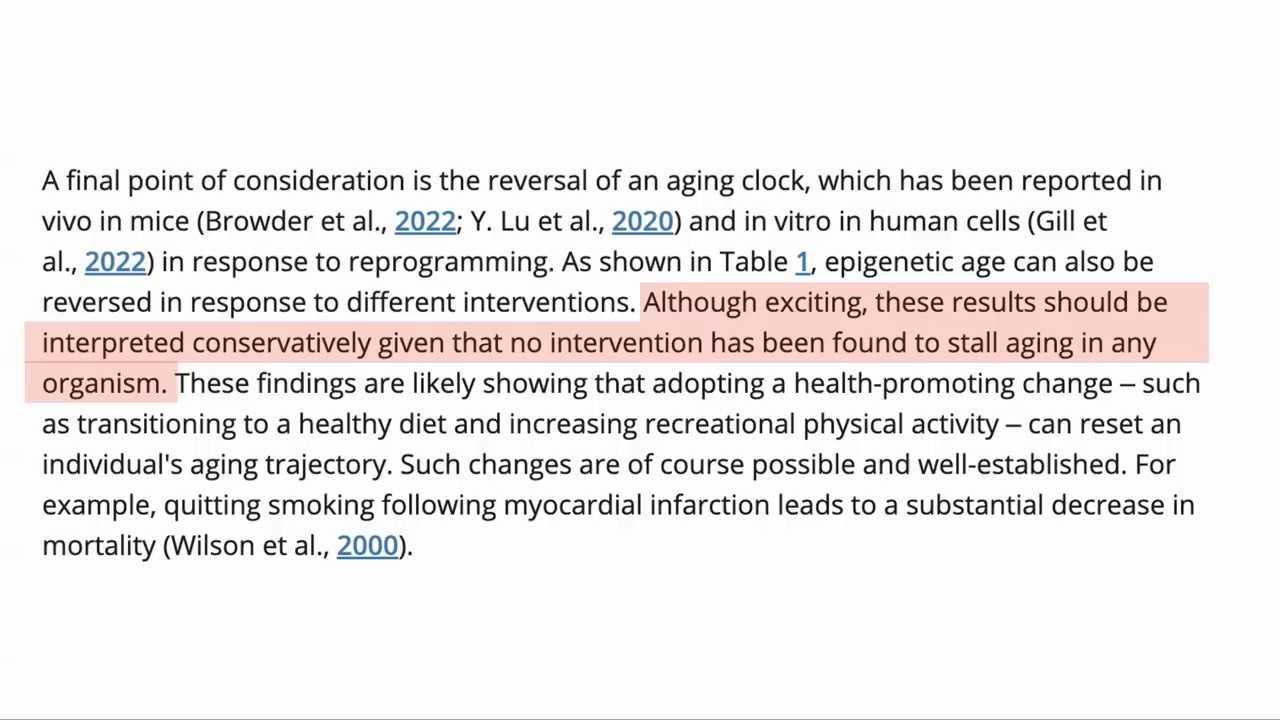 A final point of consideration is the reversal of an aging clock, which has been reported in
vivo in mice (Browder et al., 2022; Y. Lu et al., 2020) and in vitro in human cells (Gill et
al., 2022) in response to reprogramming. As shown in Table 1, epigenetic age can also be
reversed in response to different interventions. Although exciting, these results should be
interpreted conservatively given that no intervention has been found to stall aging in any
organism. These findings are likely showing that adopting a health-promoting change – such
as transitioning to a healthy diet and increasing recreational physical activity – can reset an
individual's aging trajectory. Such changes are of course possible and well-established. For
example, quitting smoking following myocardial infarction leads to a substantial decrease in
mortality (Wilson et al., 2000).